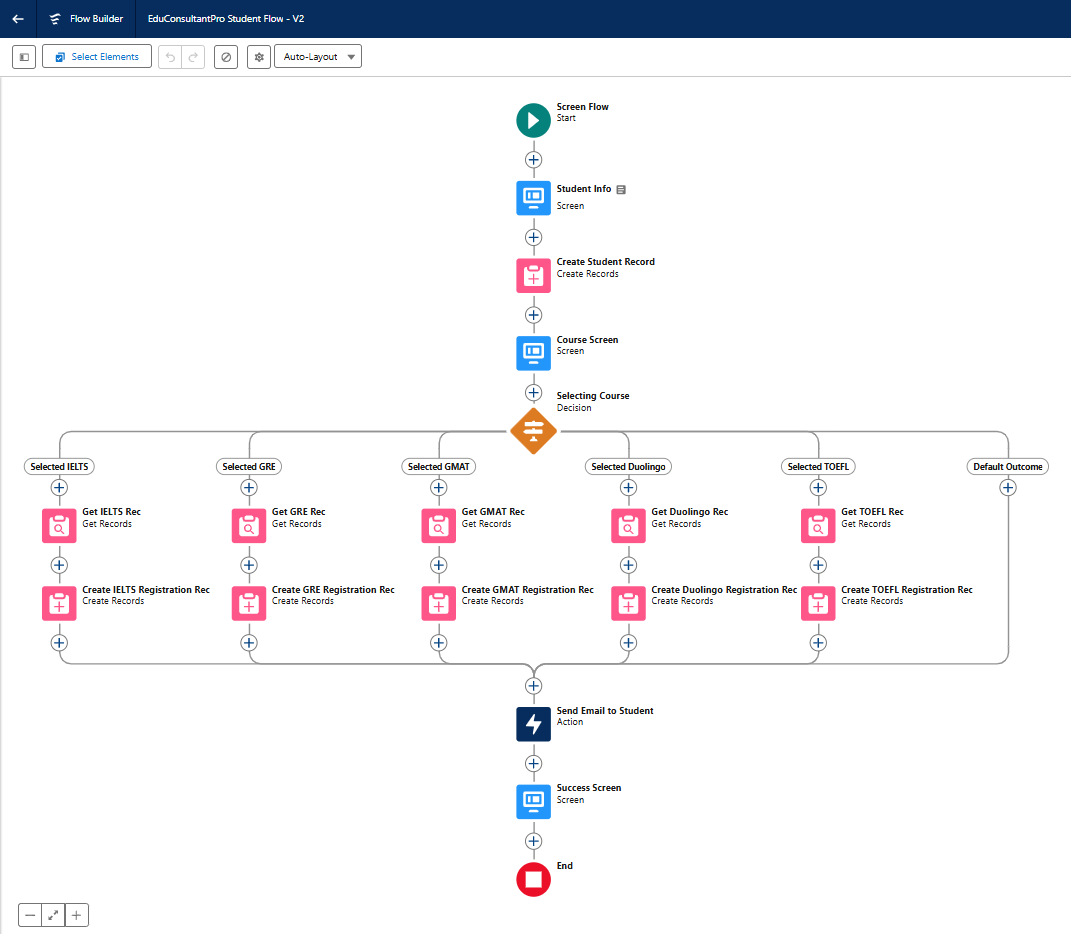 Flow Builder
EduConsultantPro Student Flow - V2
Select Elements
Auto-Layout
Screen Flow
Start
Student Info
Screen
Create Student Record
Create Records
Course Screen
Screen
Selecting Course
Decision
Selected IELTS
Selected GRE
Selected GMAT
Selected Duolingo
Selected TOEFL
Default Outcome
Get IELTS Rec
Get Records
Get GRE Rec
Get Records
Get GMAT Rec
Get Records
Get Duolingo Rec
Get Records
Get TOEFL Rec
Get Records
Create IELTS Registration Rec
Create Records
Create GRE Registration Rec
Create Records
Create GMAT Registration Rec
Create Records
Create Duolingo Registration Rec
Create Records
Create TOEFL Registration Rec
Create Records
Send Email to Student
Action
Success Screen
Screen
End